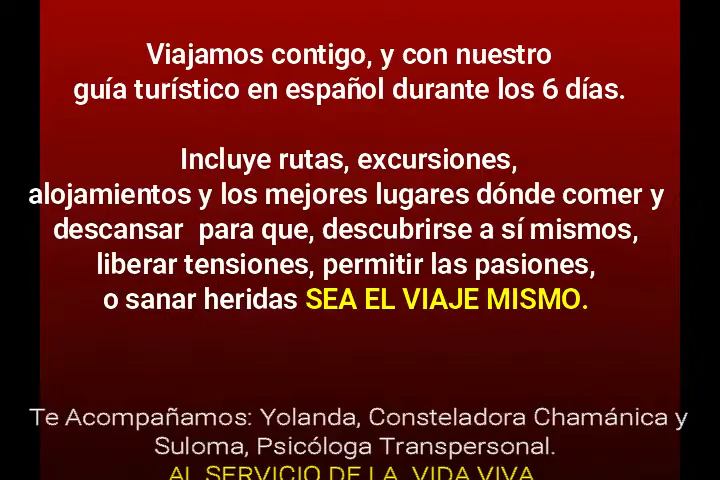 Viajamos contigo, y con nuestro
guía turístico en español durante los 6 días.
Incluye rutas, excursiones,
alojamientos y los mejores lugares dónde comer y
descansar  para que, descubrirse a sí mismos,
liberar tensiones, permitir las pasiones,
o sanar heridas SEA EL VIAJE MISMO.
Te Acompañamos: Yolanda, Consteladora Chamánica y
Suloma, Psicóloga Transpersonal.
AL SERVICIO DE LA  VIDA VIVA